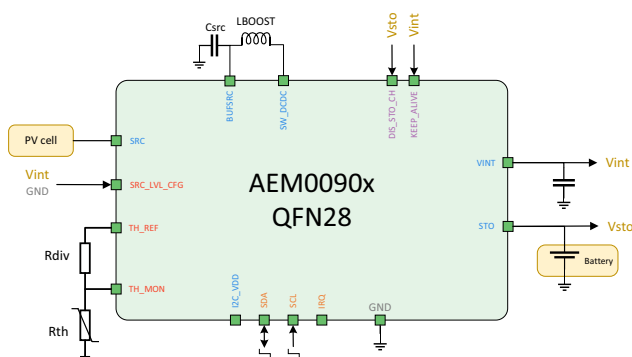 Csrc
LBOOST
Vsto
Vint
BUFSRC
SW_DCDC
DIS_STO_CH
KEEP_ALIVE
PV cell
SRC
Vint
GND
SRC_LVL_CFG
AEM0090x
QFN28
VINT
Vint
STO
Vsto
Battery
TH_REF
Rdiv
TH_MON
Rth
I2C_VDD
SDA
SCL
IRQ
GND